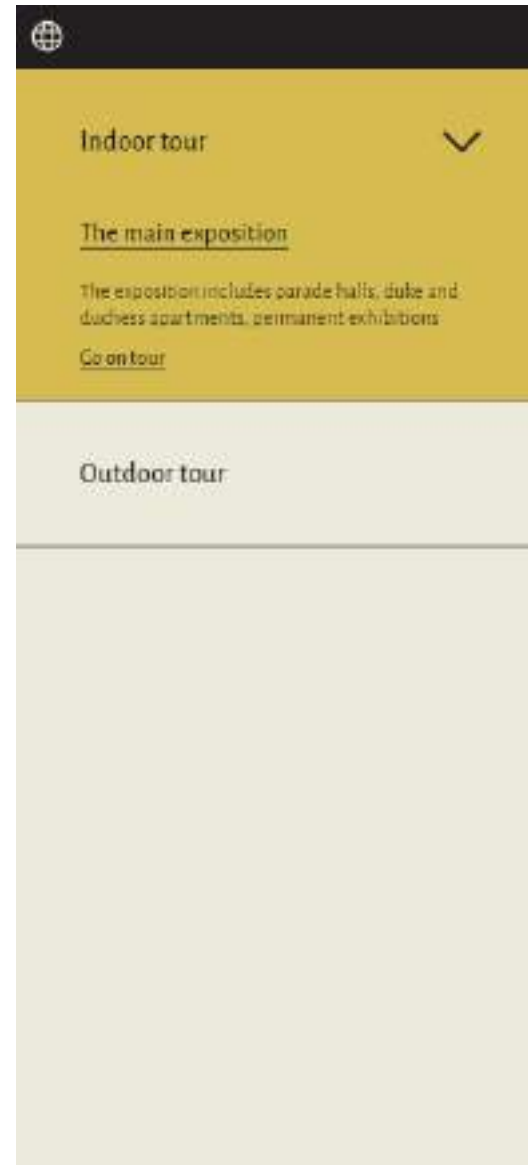 Indoor tour
The main exposition
The exposition includes parade halls, duke and
duchess apartments, permanent exhibitions
Go on tour
Outdoor tour